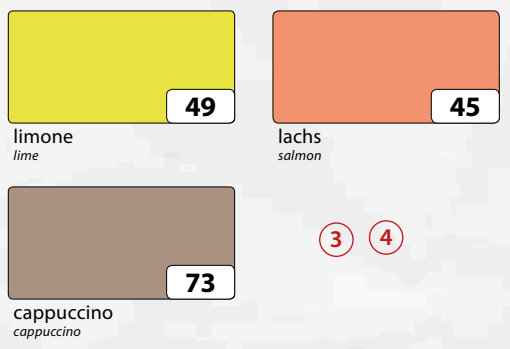 49
limone
lime
45
lachs
salmon
73
cappuccino
cappuccino
3 4